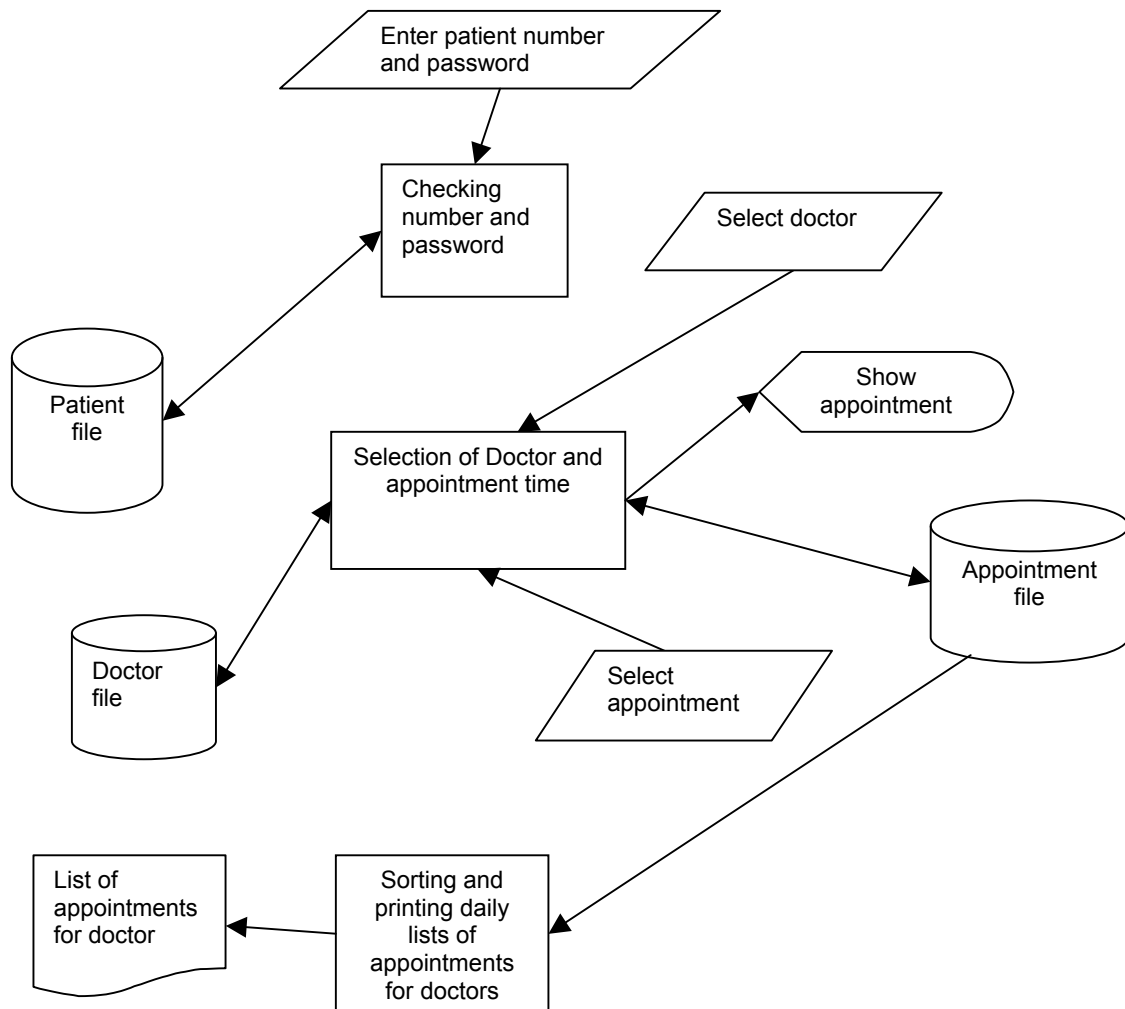 Enter patient number
and password
Checking
number and
password
Select doctor
Patient
file
Show
appointment
Selection of Doctor and
appointment time
Appointment
file
Doctor
file
Select
appointment
List of
appointments
for doctor
Sorting and
printing daily
lists of
appointments
for doctors